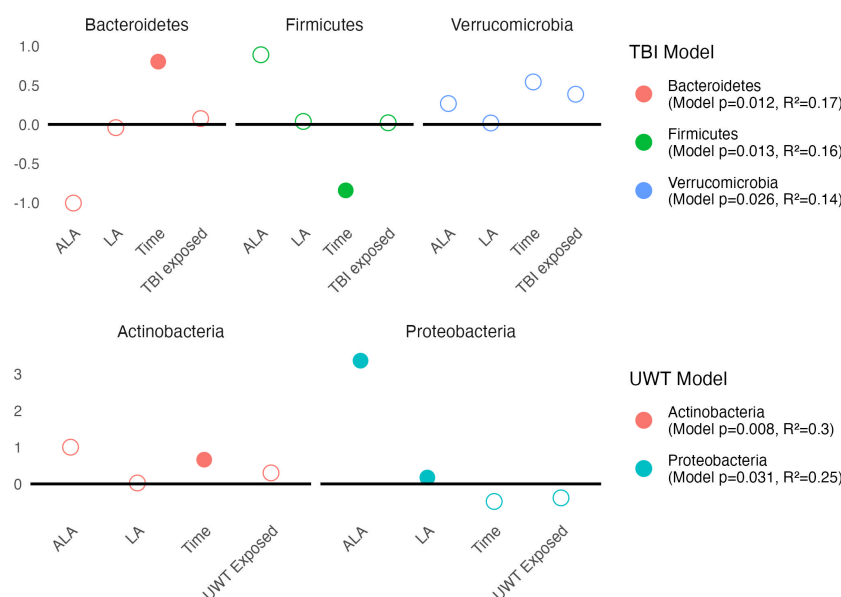 Bacteroidetes
Firmicutes
Verrucomicrobia
1.0
0.5
0.0
-0.5
-1.0
ALA
LA
Time
TBI exposed
ALA
LA
Time
TBI exposed
ALA
LA
Time
TBI exposed
TBI Model
Bacteroidetes
(Model p=0.012, R²=0.17)
Firmicutes
(Model p=0.013, R²=0.16)
Verrucomicrobia
(Model p=0.026, R²=0.14)
Actinobacteria
Proteobacteria
3
2
1
0
ALA
LA
Time
UWT Exposed
ALA
LA
Time
UWT Exposed
UWT Model
Actinobacteria
(Model p=0.008, R²=0.3)
Proteobacteria
(Model p=0.031, R²=0.25)